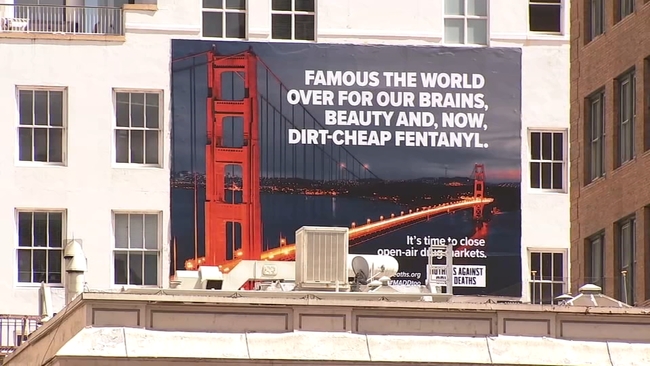 FAMOUS THE WORLD
OVER FOR OUR BRAINS,
BEAUTY AND, NOW,
DIRT-CHEAP FENTANYL.
It's time to close
open-air drug markets.
AGAINST
DEATHS